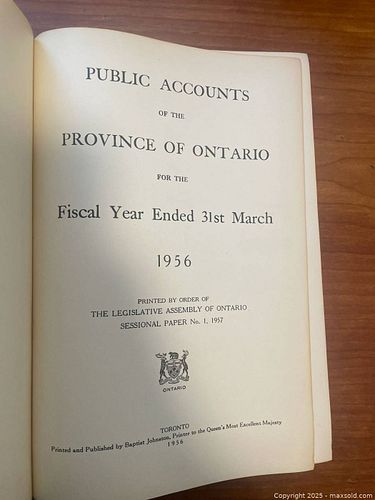 PUBLIC ACCOUNTS
OF THE
PROVINCE OF ONTARIO
FOR THE
Fiscal Year Ended 31st March
1956
PRINTED BY ORDER OF
THE LEGISLATIVE ASSEMBLY OF ONTARIO
SESSIONAL PAPER No. 1, 1957
ONTARIO
TORONTO
Printed and Published by Baptist Johnston, Printer to the Queen's Most Excellent Majesty
1956
Copyright © 2025 - maxsold.com